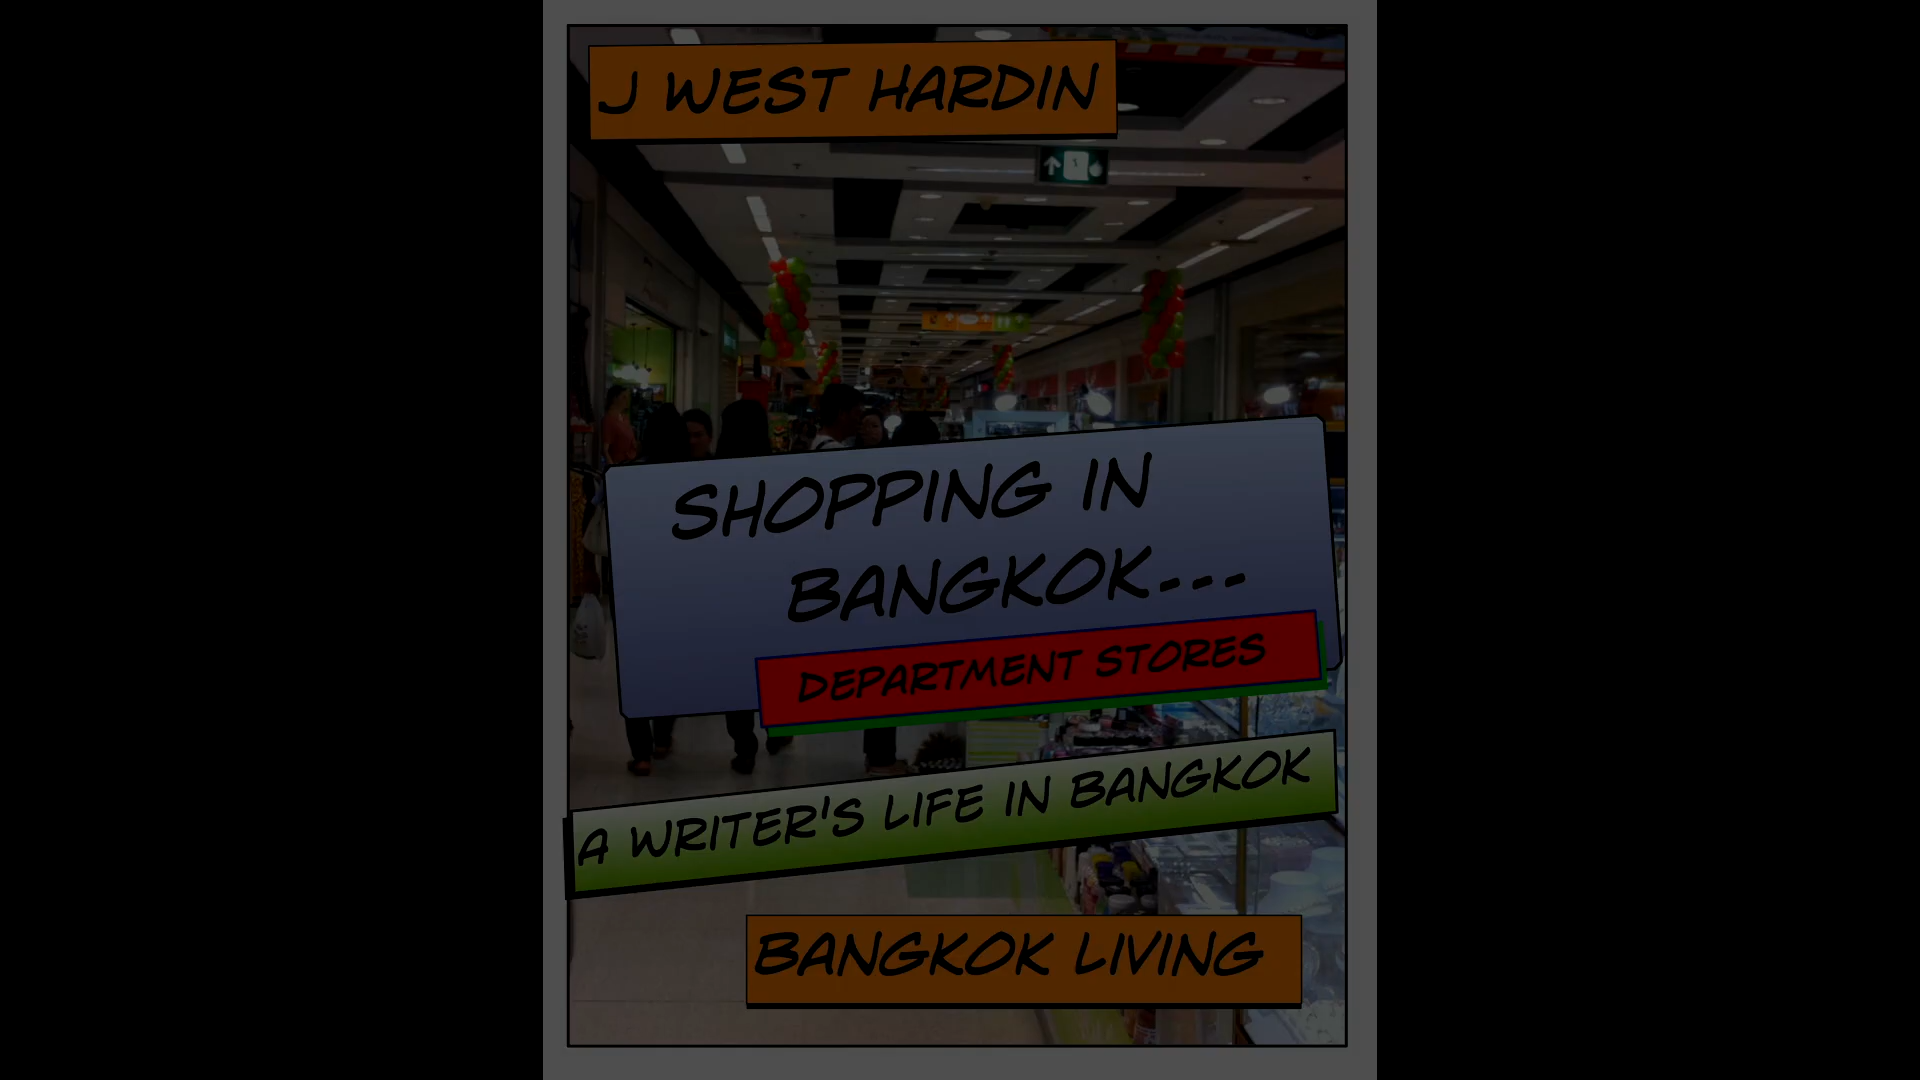 J WEST HARDIN
SHOPPING IN
BANGKOK...
DEPARTMENT STORES
A WRITER'S LIFE IN BANGKOK
BANGKOK LIVING